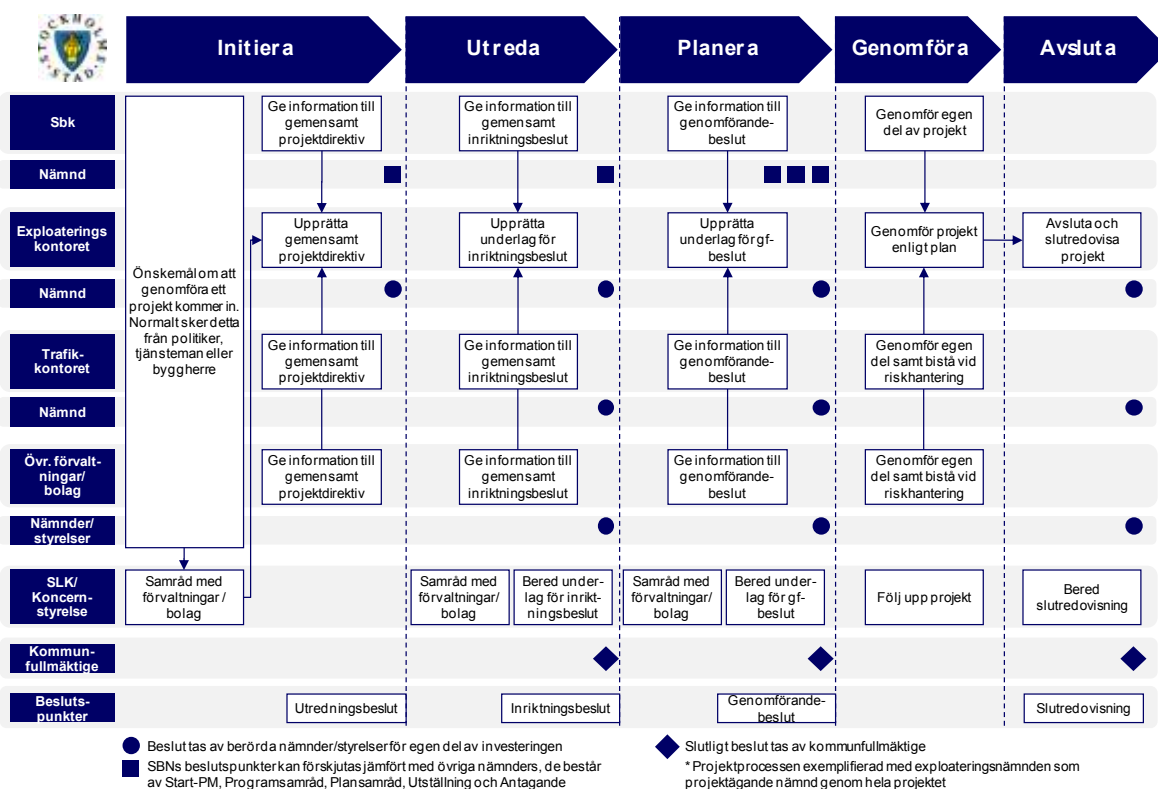 STOCKHOLMS STAD
Initiera
Utreda
Planera
Genomföra
Avsluta
Sbk
Ge information till
gemensamt
projektdirektiv
Ge information till
gemensamt
inriktningsbeslut
Ge information till
genomförande-
beslut
Genomför egen
del av projekt
Nämnd
Exploaterings
kontoret
Upprätta
gemensamt
projektdirektiv
Upprätta
underlag för
inriktningsbeslut
Upprätta
underlag för gf-
beslut
Genomför projekt
enligt plan
Avsluta och
slutredovisa
projekt
Önskemål om att
genomföra ett
projekt kommer in.
Normalt sker detta
från politiker,
tjänsteman eller
byggherre
Nämnd
Trafik-
kontoret
Ge information till
gemensamt
projektdirektiv
Ge information till
gemensamt
inriktningsbeslut
Ge information till
genomförande-
beslut
Genomför egen
del samt bistå vid
riskhantering
Nämnd
Övr. förvalt-
ningar/
bolag
Ge information till
gemensamt
projektdirektiv
Ge information till
gemensamt
inriktningsbeslut
Ge information till
genomförande-
beslut
Genomför egen
del samt bistå vid
riskhantering
Nämnder/
styrelser
SLK/
Koncern-
styrelse
Samråd med
förvaltningar/
bolag
Samråd med
förvaltningar/
bolag
Bered under-
lag för inrikt-
ningsbeslut
Samråd med
förvaltningar/
bolag
Bered under-
lag för gf-
beslut
Följ upp projekt
Bered
slutredovisning
Kommun-
fullmäktige
Besluts-
punkter
Utredningsbeslut
Inriktningsbeslut
Genomförande-
beslut
Slutredovisning
Beslut tas av berörda nämnder/styrelser för egen del av investeringen
SBNs beslutspunkter kan förskjutas jämfört med övriga nämnders, de består
av Start-PM, Programsamråd, Plansamråd, Utställning och Antagande
Slutligt beslut tas av kommunfullmäktige
* Projektprocessen exemplifierad med exploateringsnämnden som
projektägande nämnd genom hela projektet